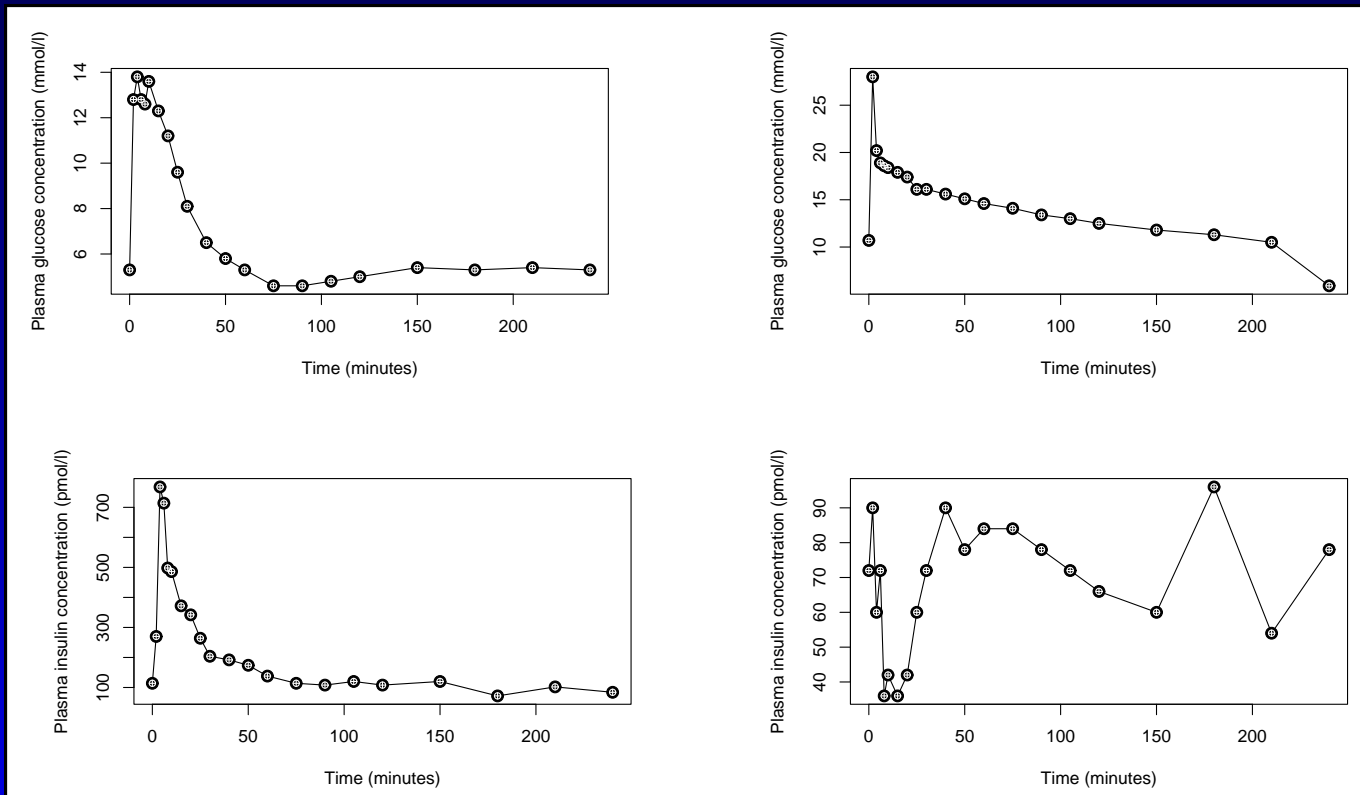 Plasma glucose concentration (mmol/l)
14
12
10
8
6
0 50 100 150 200
Time (minutes)
Plasma glucose concentration (mmol/l)
25
20
15
10
0 50 100 150 200
Time (minutes)
Plasma insulin concentration (pmol/l)
700
500
300
100
0 50 100 150 200
Time (minutes)
Plasma insulin concentration (pmol/l)
90
80
70
60
50
40
0 50 100 150 200
Time (minutes)